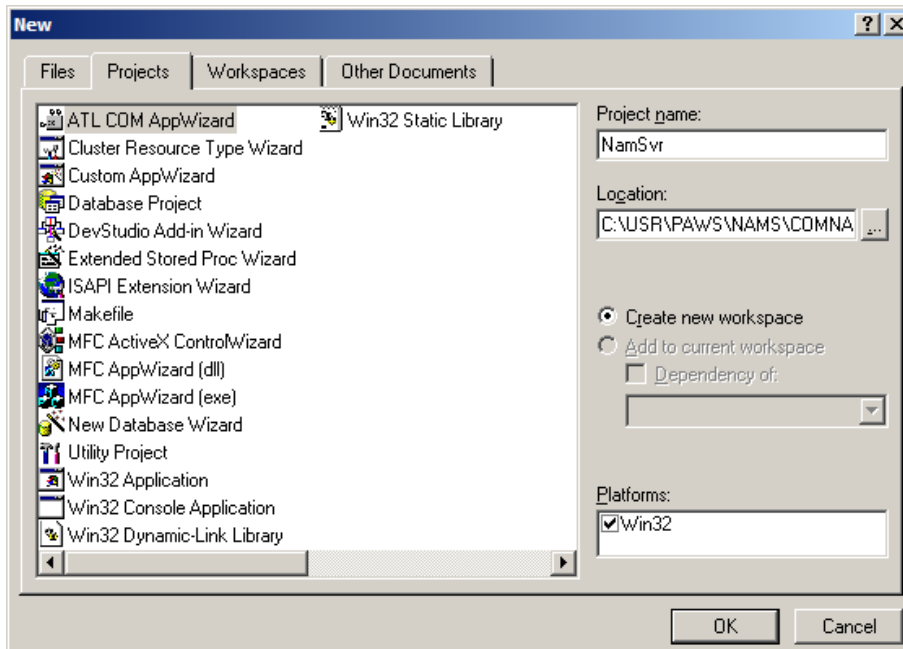 New
Files Projects Workspaces Other Documents
ATL COM AppWizard
Cluster Resource Type Wizard
Custom AppWizard
Database Project
DevStudio Add-in Wizard
Extended Stored Proc Wizard
ISAPI Extension Wizard
Makefile
MFC ActiveX ControlWizard
MFC AppWizard (dll)
MFC AppWizard (exe)
New Database Wizard
Utility Project
Win32 Application
Win32 Console Application
Win32 Dynamic-Link Library
Win32 Static Library
Project name:
NamSvr
Location:
C:\USR\PAWS\NAMS\COMNA ...
Create new workspace
Add to current workspace
Dependency of:
Platforms:
Win32
OK Cancel